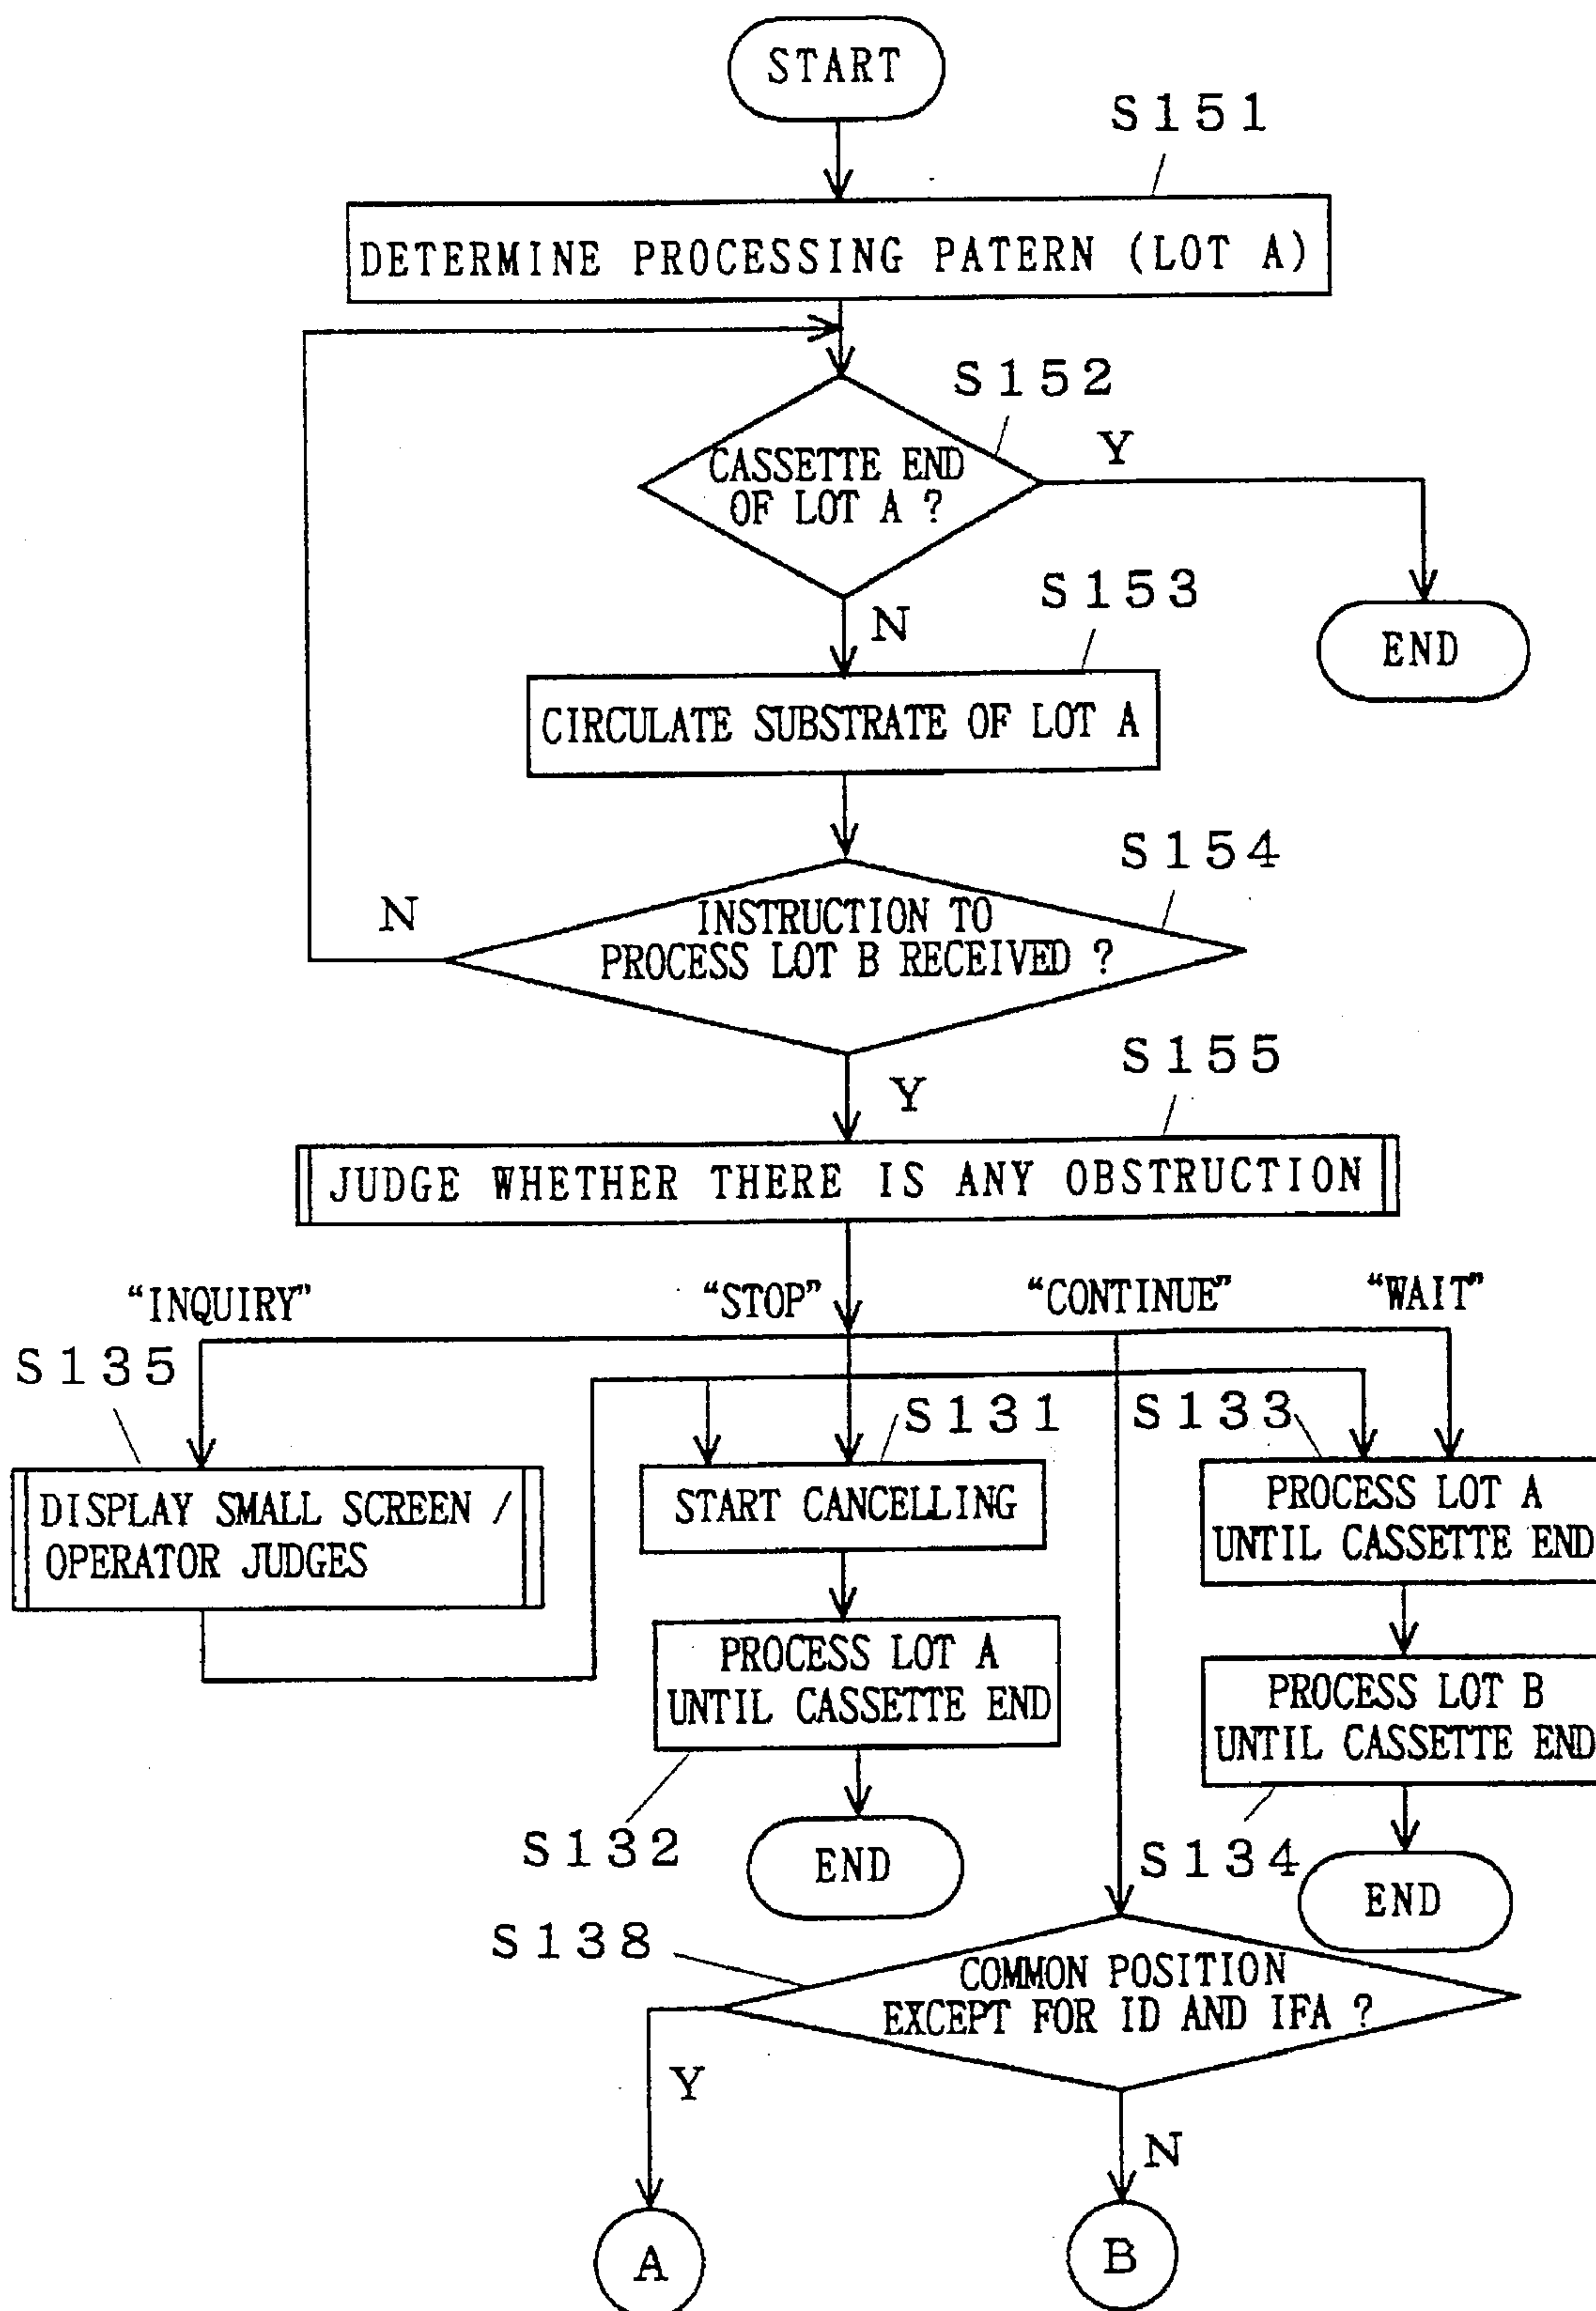 START
S151
DETERMINE PROCESSING PATERN (LOT A)
S152
CASSETTE END
OF LOT A ?
Y
N
S153
END
CIRCULATE SUBSTRATE OF LOT A
S154
N
INSTRUCTION TO
PROCESS LOT B RECEIVED ?
S155
Y
JUDGE WHETHER THERE IS ANY OBSTRUCTION
“INQUIRY”
“STOP”
“CONTINUE”
“WAIT”
S135
S131
S133
DISPLAY SMALL SCREEN /
OPERATOR JUDGES
START CANCELLING
PROCESS LOT A
UNTIL CASSETTE END
PROCESS LOT A
UNTIL CASSETTE END
PROCESS LOT B
UNTIL CASSETTE END
S132
END
S134
END
S138
COMMON POSITION
EXCEPT FOR ID AND IFA ?
Y
N
A
B